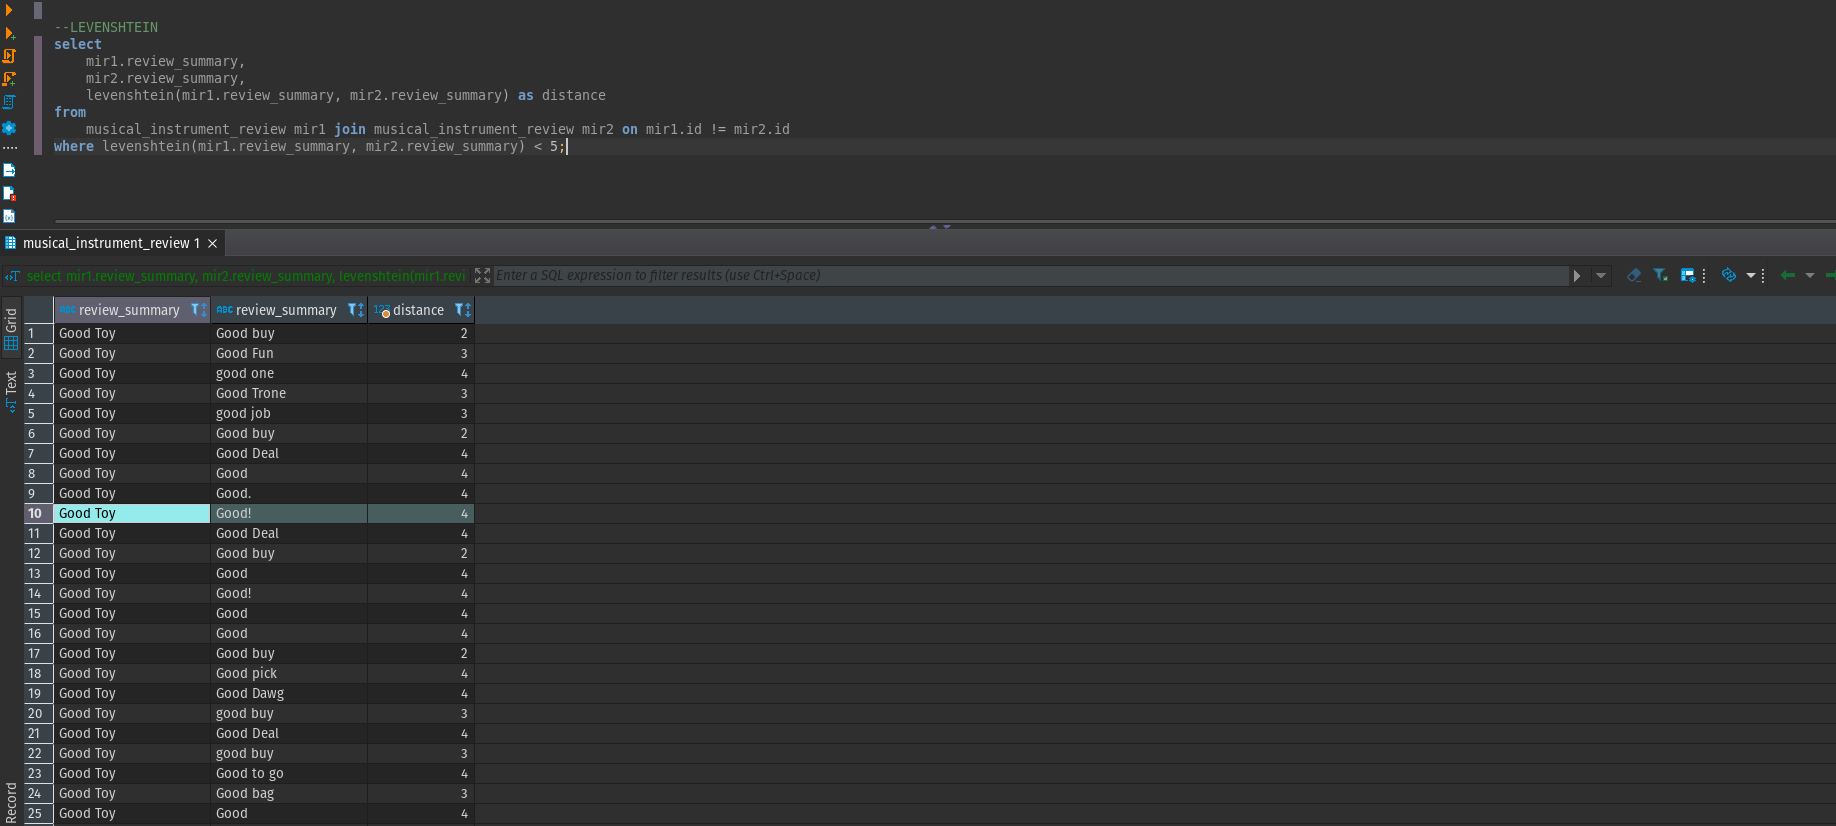 --LEVENSHTEIN
select
mir1.review_summary,
mir2.review_summary,
levenshtein(mir1.review_summary, mir2.review_summary) as distance
from
musical_instrument_review mir1 join musical_instrument_review mir2 on mir1.id != mir2.id
where levenshtein(mir1.review_summary, mir2.review_summary) < 5;
musical_instrument_review 1
select mir1.review_summary, mir2.review_summary, levenshtein(mir1.revi
Enter a SQL expression to filter results (use Ctrl+Space)
Grid
Text
Record
ABC review_summary ABC review_summary 123 distance
1 Good Toy Good buy 2
2 Good Toy Good Fun 3
3 Good Toy good one 4
4 Good Toy Good Trone 3
5 Good Toy good job 3
6 Good Toy Good buy 2
7 Good Toy Good Deal 4
8 Good Toy Good 4
9 Good Toy Good. 4
10 Good Toy Good! 4
11 Good Toy Good Deal 4
12 Good Toy Good buy 2
13 Good Toy Good 4
14 Good Toy Good! 4
15 Good Toy Good 4
16 Good Toy Good 4
17 Good Toy Good buy 2
18 Good Toy Good pick 4
19 Good Toy Good Dawg 4
20 Good Toy good buy 3
21 Good Toy Good Deal 4
22 Good Toy good buy 3
23 Good Toy Good to go 4
24 Good Toy Good bag 3
25 Good Toy Good 4